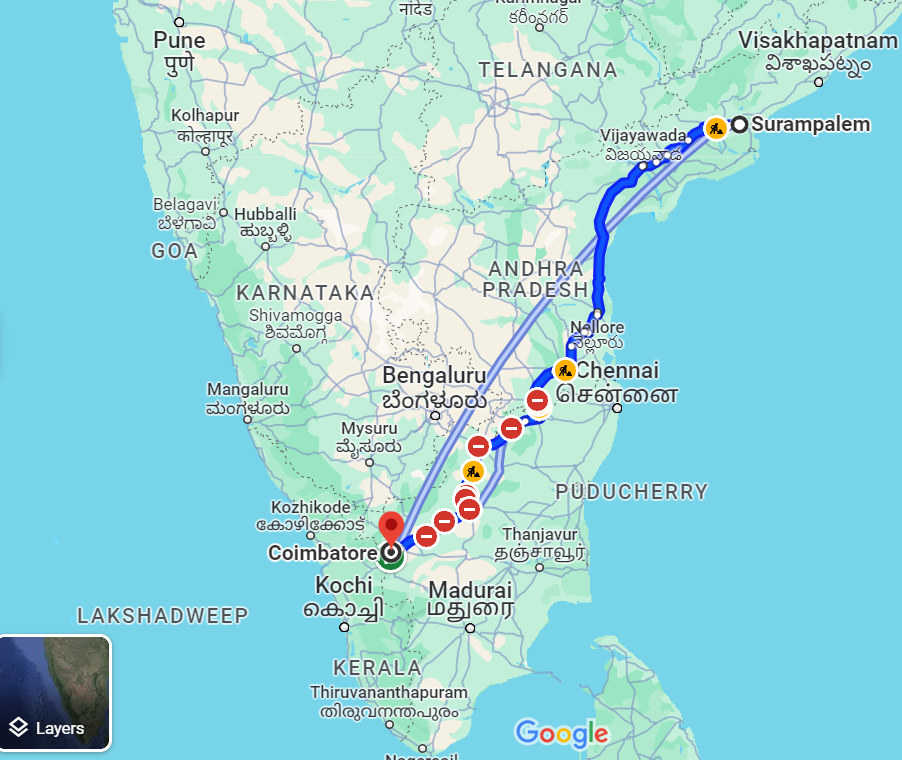 नांदेड
కరీంనగర్
Pune
पुणे
Visakhapatnam
విశాఖపట్నం
TELANGANA
Kolhapur
कोल्हापूर
Surampalem
Vijayawada
విజయవాడ
Belagavi
ಬೆಳಗಾವಿ
Hubballi
ಹುಬ್ಬಳ್ಳಿ
GOA
ANDHRA
PRADESH
KARNATAKA
Shivamogga
ಶಿವಮೊಗ್ಗ
Nellore
నెల్లూరు
Bengaluru
ಬೆಂಗಳೂರು
Chennai
சென்னை
Mangaluru
ಮಂಗಳೂರು
Mysuru
ಮೈಸೂರು
PUDUCHERRY
Kozhikode
കോഴിക്കോട്
Coimbatore
Thanjavur
தஞ்சாவூர்
Kochi
കൊച്ചി
Madurai
மதுரை
LAKSHADWEEP
KERALA
Thiruvananthapuram
തിരുവനന്തപുരം
Layers
Google